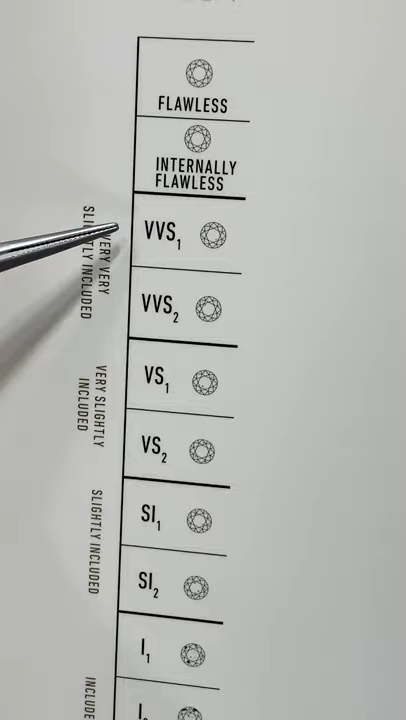 FLAWLESS
INTERNALLY
FLAWLESS
VERY VERY
SLIGHTLY INCLUDED
VVS1
VVS2
VERY SLIGHTLY
INCLUDED
VS1
VS2
SLIGHTLY INCLUDED
SI1
SI2
I1